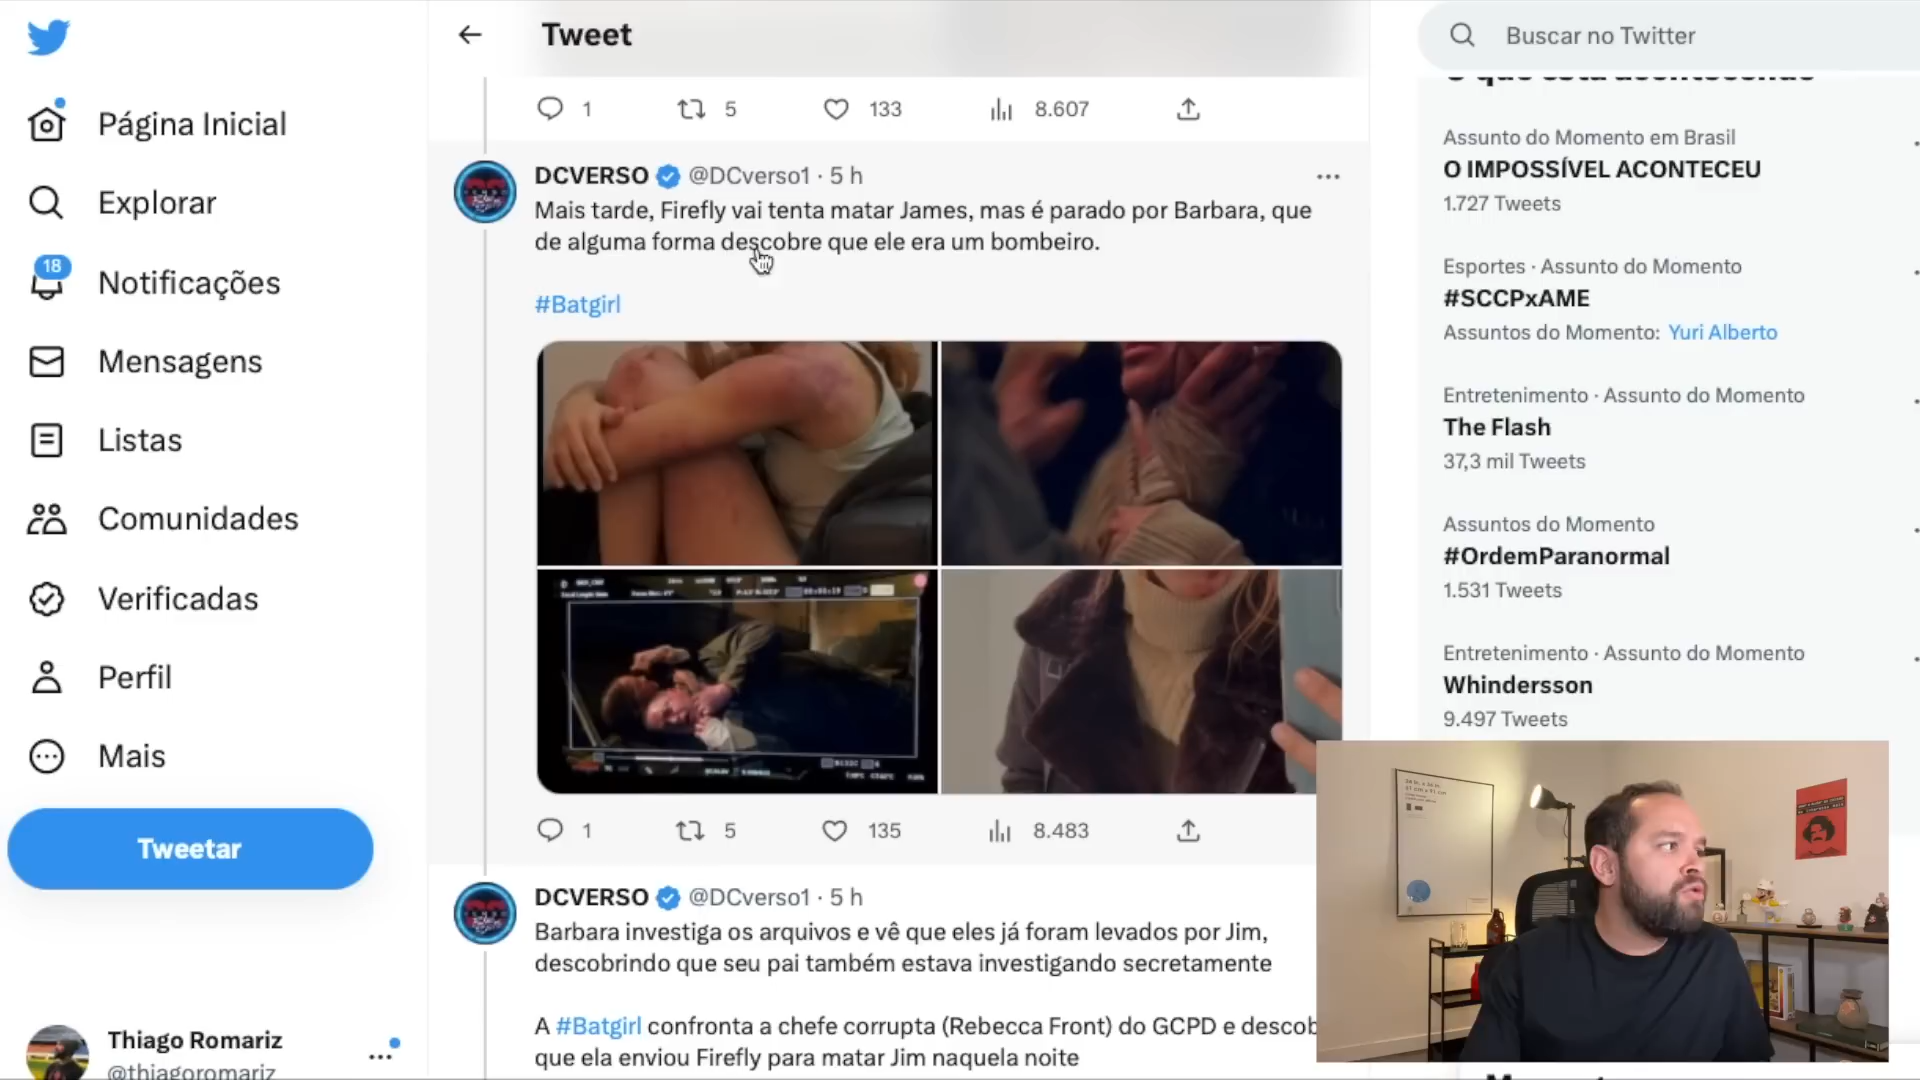 Tweet
Buscar no Twitter
1
5
133
8.607
Página Inicial
Explorar
18
Notificações
Mensagens
Listas
Comunidades
Verificadas
Perfil
Mais
Tweetar
Thiago Romariz
@thiagoromariz
DCVERSO @DCverso1 · 5 h
Mais tarde, Firefly vai tenta matar James, mas é parado por Barbara, que
de alguma forma descobre que ele era um bombeiro.
#Batgirl
1
5
135
8.483
DCVERSO @DCverso1 · 5 h
Barbara investiga os arquivos e vê que eles já foram levados por Jim,
descobrindo que seu pai também estava investigando secretamente
A #Batgirl confronta a chefe corrupta (Rebecca Front) do GCPD e descob
que ela enviou Firefly para matar Jim naquela noite
O que está acontecendo
Assunto do Momento em Brasil
O IMPOSSÍVEL ACONTECEU
1.727 Tweets
Esportes · Assunto do Momento
#SCCPxAME
Assuntos do Momento: Yuri Alberto
Entretenimento · Assunto do Momento
The Flash
37,3 mil Tweets
Assuntos do Momento
#OrdemParanormal
1.531 Tweets
Entretenimento · Assunto do Momento
Whindersson
9.497 Tweets